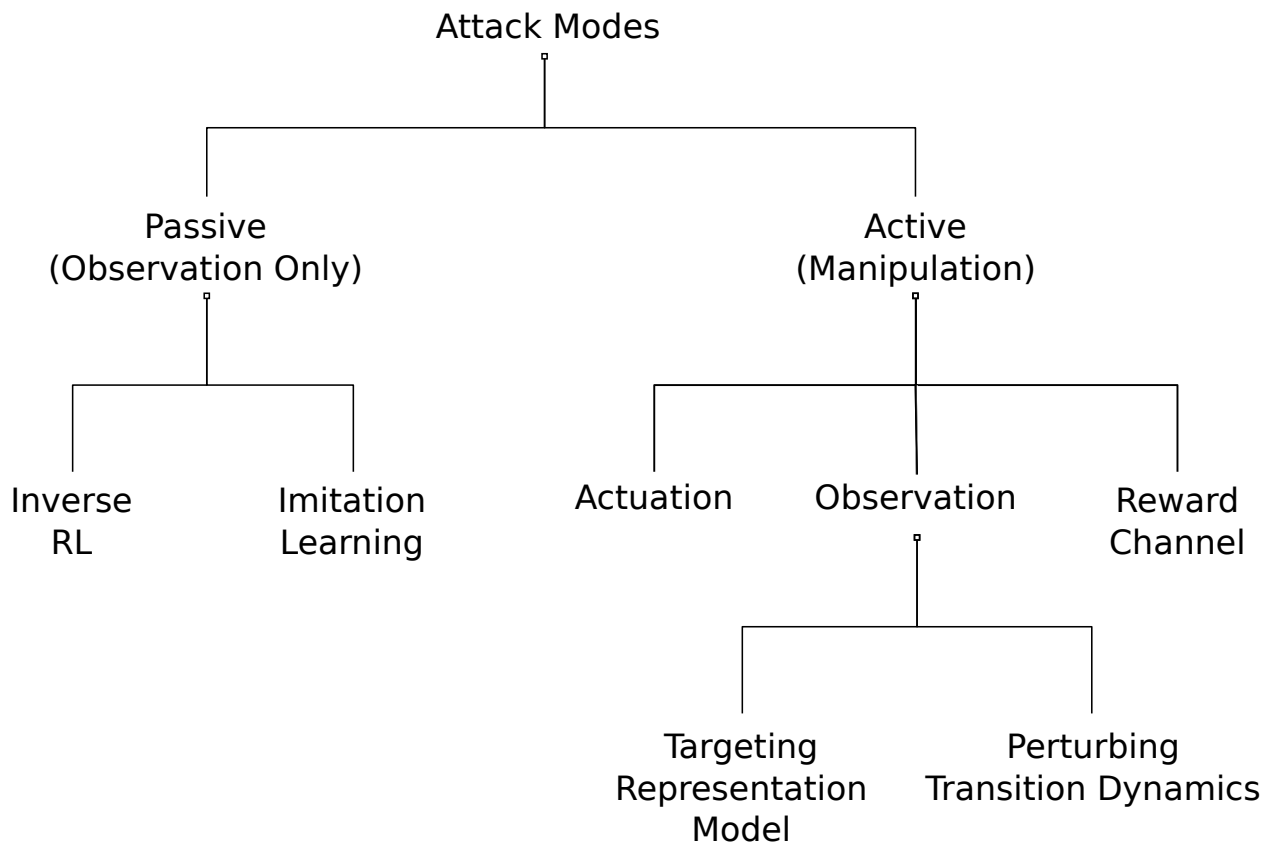 Attack Modes
Passive
(Observation Only)
Active
(Manipulation)
Inverse
RL
Imitation
Learning
Actuation
Observation
Reward
Channel
Targeting
Representation
Model
Perturbing
Transition Dynamics